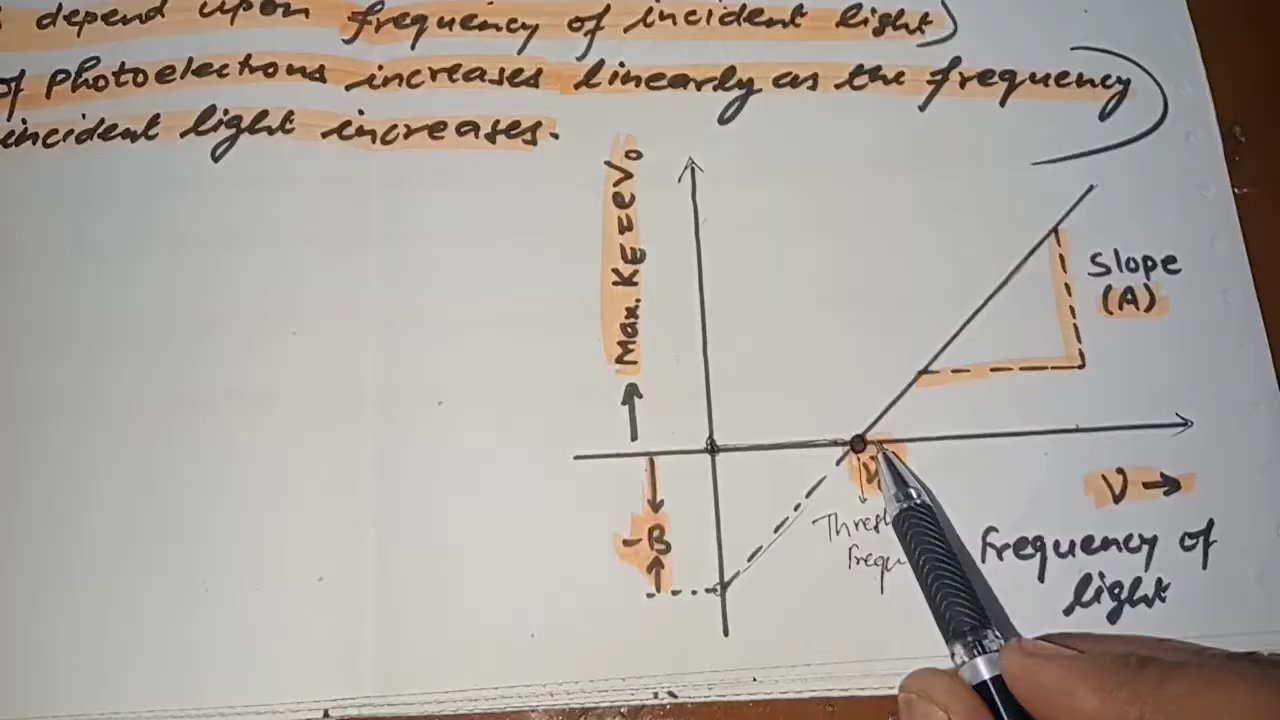 depend upon frequency of incident light)
of photoelectrons increases linearly as the frequency
incident light increases.
Max. KE = eV₀
Slope
(A)
-B
ν
Frequency of
light